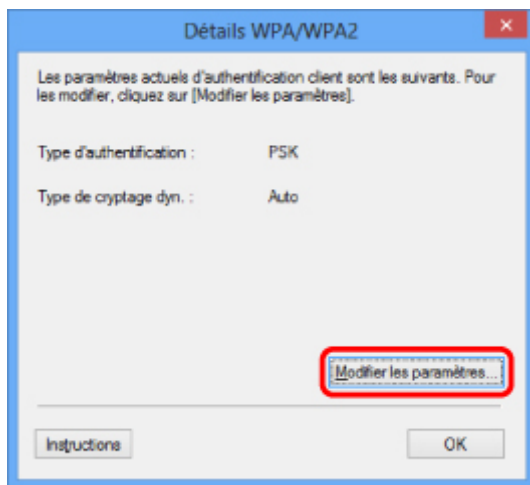 Détails WPA/WPA2
Les paramètres actuels d'authentification client sont les suivants. Pour
les modifier, cliquez sur [Modifier les paramètres].
Type d'authentification : PSK
Type de cryptage dyn. : Auto
Modifier les paramètres...
Instructions
OK